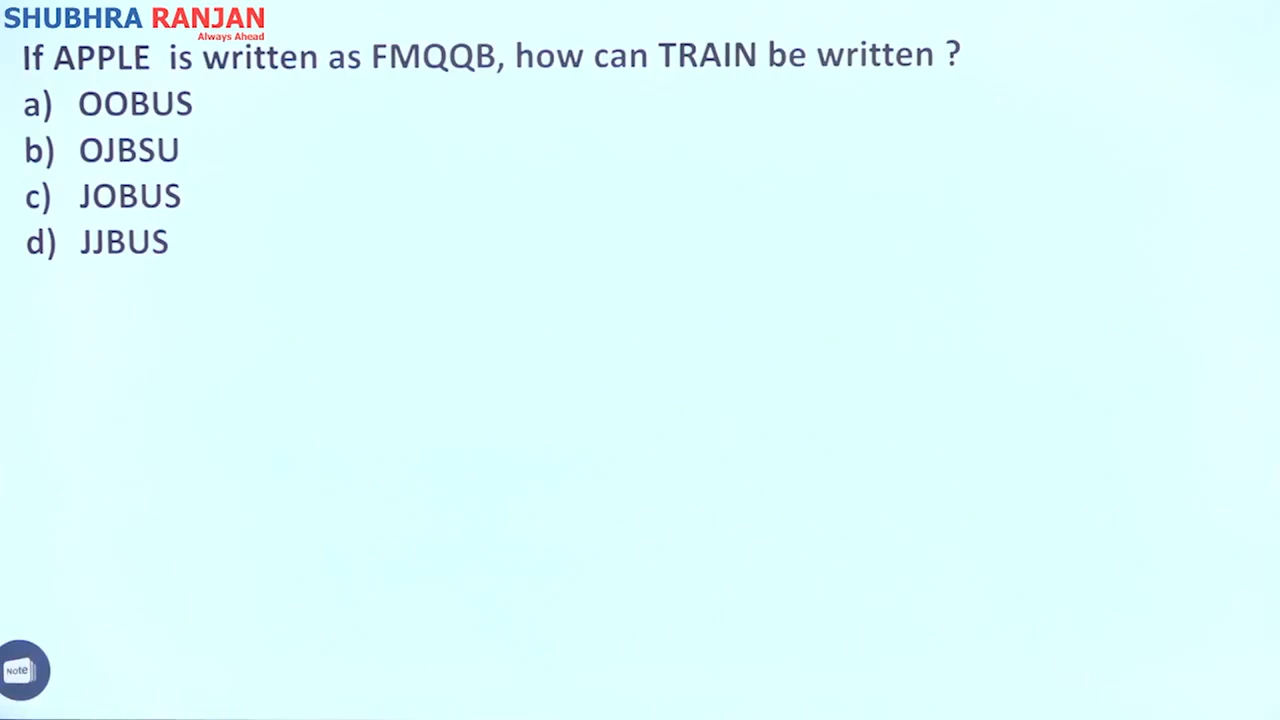 SHUBHRA RANJAN
Always Ahead
If APPLE is written as FMQQB, how can TRAIN be written ?
a) OOBUS
b) OJBSU
c) JOBUS
d) JJBUS
Note